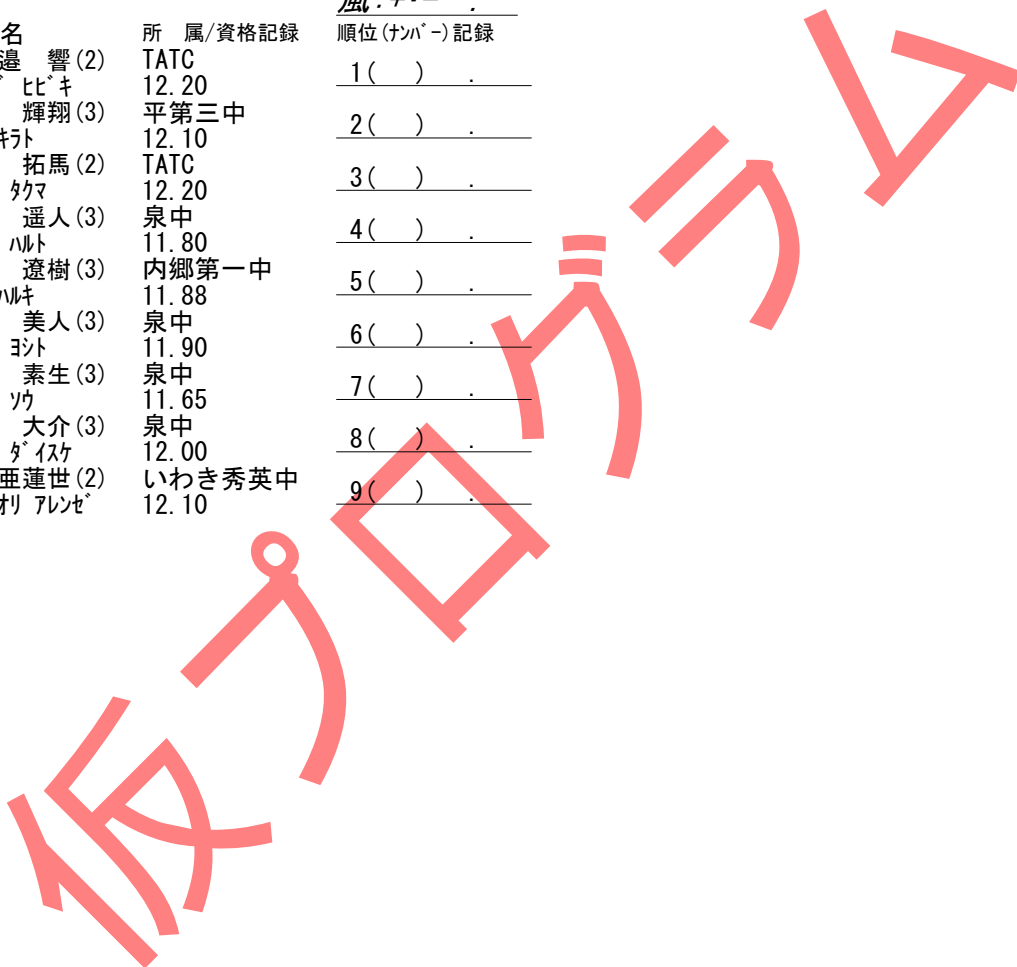 風:+・−  .
名 所 属/資格記録 順位(ﾅﾝﾊﾞｰ)記録
邉 響(2) TATC 1( ) .
ﾋﾋﾞｷ 12.20
輝翔(3) 平第三中 2( ) .
ｷﾗﾄ 12.10
拓馬(2) TATC 3( ) .
ﾀｸﾏ 12.20
遥人(3) 泉中 4( ) .
ﾊﾙﾄ 11.80
遼樹(3) 内郷第一中 5( ) .
ﾊﾙｷ 11.88
美人(3) 泉中 6( ) .
ﾖｼﾄ 11.90
素生(3) 泉中 7( ) .
ｿｳ 11.65
大介(3) 泉中 8( ) .
ﾀﾞｲｽｹ 12.00
亜蓮世(2) いわき秀英中 9( ) .
ｵﾘ ｱﾚﾝｾﾞ 12.10
仮プログラム